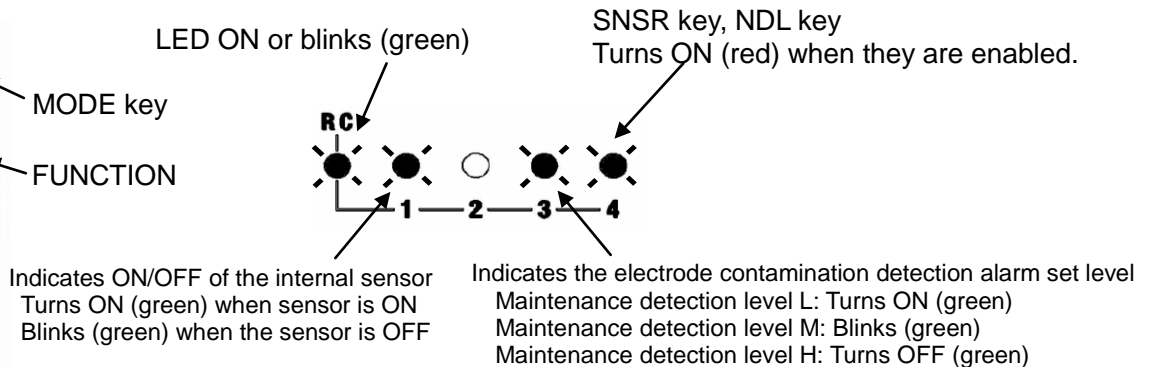 LED ON or blinks (green)
SNSR key, NDL key
Turns ON (red) when they are enabled.
MODE key
FUNCTION
RC
1 2 3 4
Indicates ON/OFF of the internal sensor
Turns ON (green) when sensor is ON
Blinks (green) when the sensor is OFF
Indicates the electrode contamination detection alarm set level
Maintenance detection level L: Turns ON (green)
Maintenance detection level M: Blinks (green)
Maintenance detection level H: Turns OFF (green)